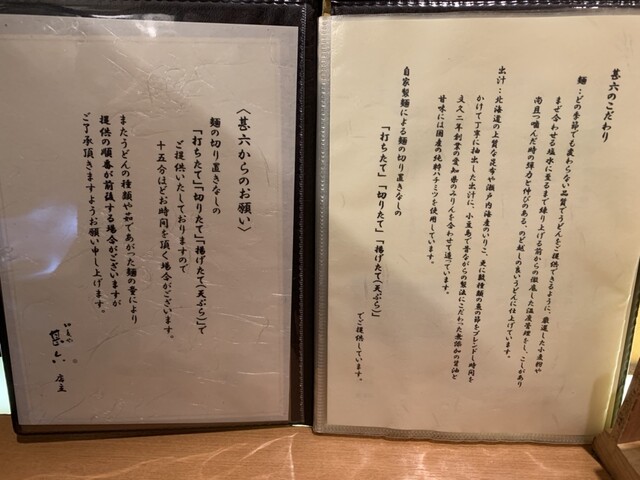 甚六のこだわり
麺：どの季節でも変わらない品質でうどんをご提供できるように、厳選した小麦粉や
まぜ合わせる塩水に至るまで練り上げる前からの徹底した温度管理をし、こしがあり
尚且つ噛んだ時の弾力と伸びのある、のど越しの良いうどんに仕上げています。
出汁：北海道の上質な昆布や瀬戸内海産のいりこ、更に数種類の魚の節をブレンドし時間を
かけて丁寧に抽出した出汁に、小豆島で昔ながらの製法にこだわった無添加の醤油と
文久二年創業の愛知県のみりんを合わせて造っています。
甘味には国産の純粋ハチミツを使用しています。
自家製麺による麺の切り置きなしの
「打ちたて」「切りたて」「揚げたて（天ぷら）」
でご提供しています。
〈甚六からのお願い〉
麺の切り置きなしの
「打ちたて」「切りたて」「揚げたて（天ぷら）」で
ご提供いたしておりますので
十五分ほどお時間を頂く場合がございます。
またうどんの種類や茹であがった麺の量により
提供の順番が前後する場合がございますが
ご了承頂きますようお願い申し上げます。
甚六 店主